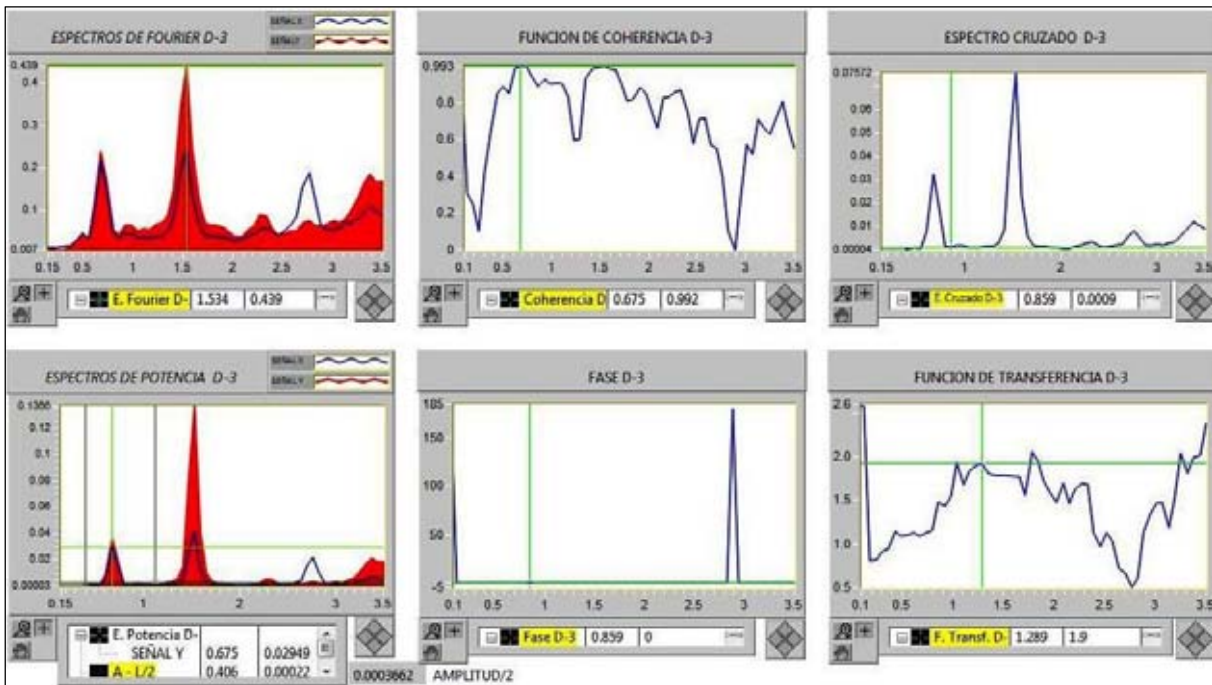 ESPECTROS DE FOURIER D-3
SEÑAL X
SEÑAL Y
0.439
0.4
0.3
0.2
0.1
0.007
0.15 0.5 1 1.5 2 2.5 3 3.5
E. Fourier D- 1.534 0.439
FUNCION DE COHERENCIA D-3
0.993
0.8
0.6
0.4
0.2
0
0.1 0.5 1 1.5 2 2.5 3 3.5
Coherencia D 0.675 0.992
ESPECTRO CRUZADO D-3
0.07572
0.06
0.05
0.04
0.03
0.02
0.01
0.00004
0.15 1 2 3 3.5
E. Cruzado D-3 0.859 0.0009
ESPECTROS DE POTENCIA D-3
SEÑAL X
SEÑAL Y
0.12
0.1
0.08
0.06
0.04
0.02
0.00003
0.15 1 2 3 3.5
E. Potencia D-
SEÑAL Y 0.675 0.02949
A - L/2 0.406 0.00022
0.0003662 AMPLITUD/2
FASE D-3
185
150
100
50
-5
0.1 0.5 1 1.5 2 2.5 3 3.5
Fase D-3 0.859 0
FUNCION DE TRANSFERENCIA D-3
2.6
2.0
1.5
1.0
0.5
0.1 0.5 1 1.5 2 2.5 3 3.5
F. Transf. D- 1.289 1.9